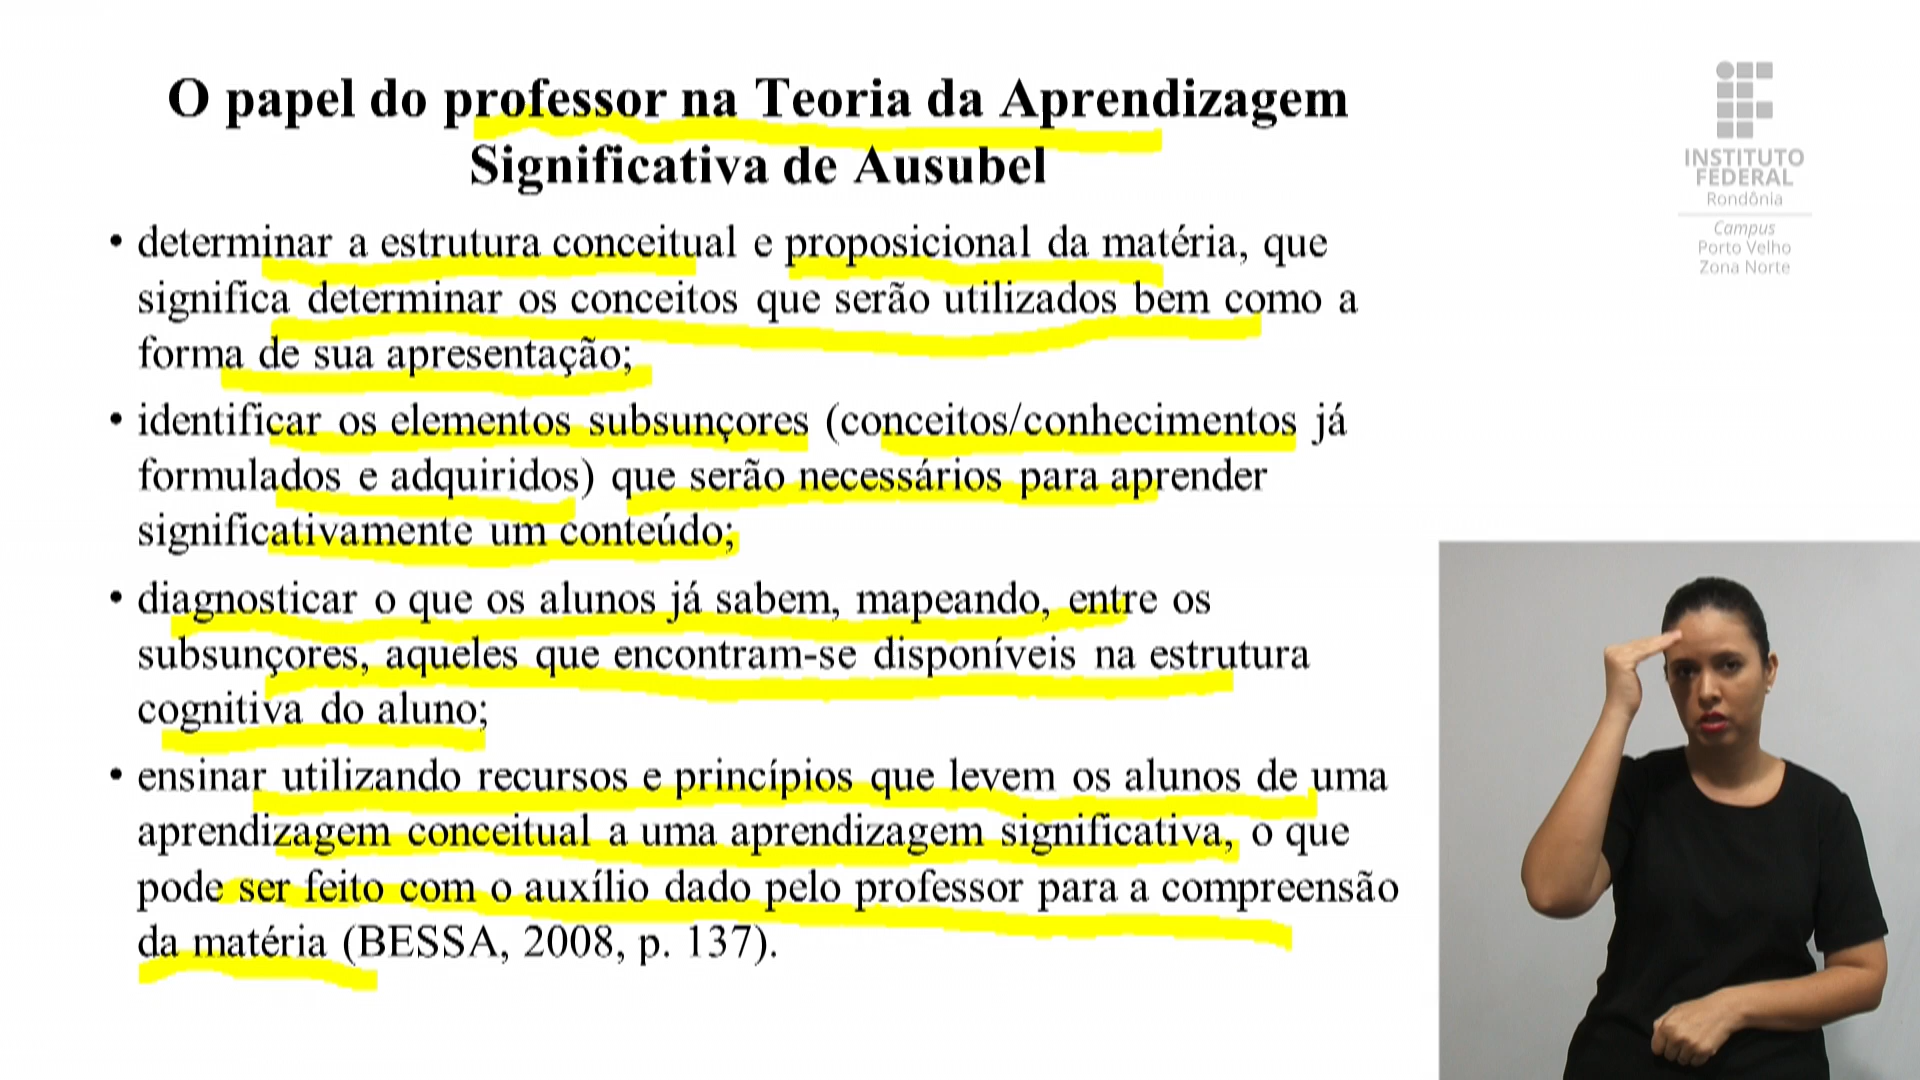 O papel do professor na Teoria da Aprendizagem
Significativa de Ausubel
• determinar a estrutura conceitual e proposicional da matéria, que
significa determinar os conceitos que serão utilizados bem como a
forma de sua apresentação;
• identificar os elementos subsunçores (conceitos/conhecimentos já
formulados e adquiridos) que serão necessários para aprender
significativamente um conteúdo;
• diagnosticar o que os alunos já sabem, mapeando, entre os
subsunçores, aqueles que encontram-se disponíveis na estrutura
cognitiva do aluno;
• ensinar utilizando recursos e princípios que levem os alunos de uma
aprendizagem conceitual a uma aprendizagem significativa, o que
pode ser feito com o auxílio dado pelo professor para a compreensão
da matéria (BESSA, 2008, p. 137).
INSTITUTO
FEDERAL
Rondônia
Campus
Porto Velho
Zona Norte